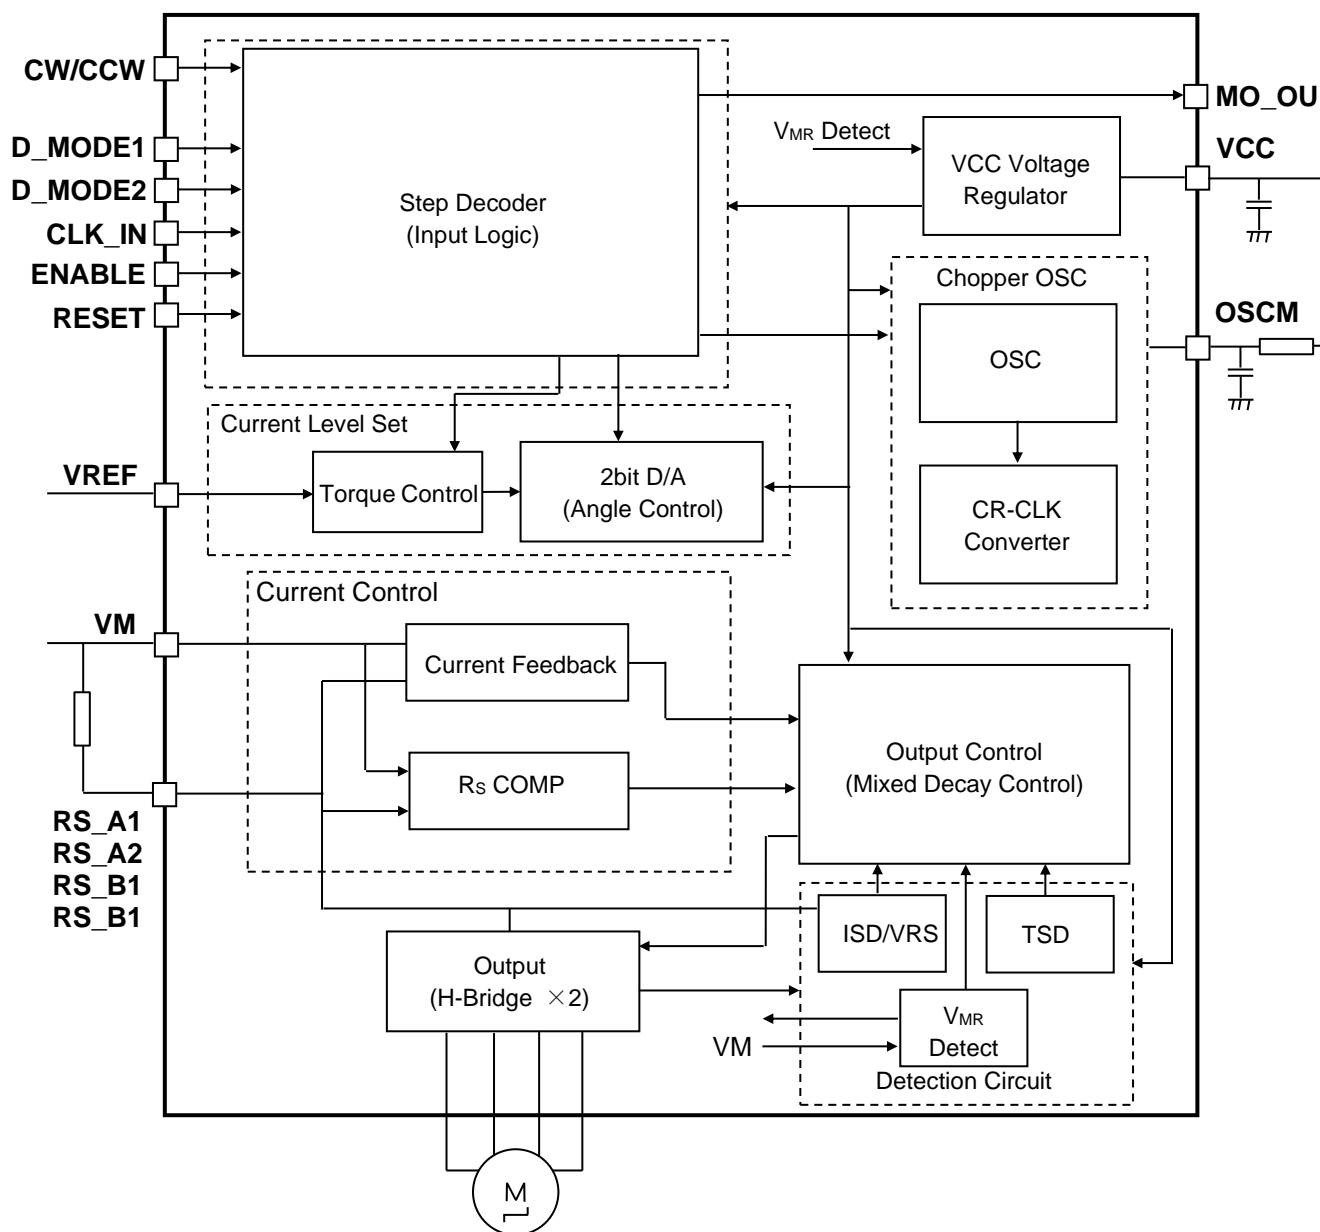 CW/CCW
D_MODE1
D_MODE2
CLK_IN
ENABLE
RESET
Step Decoder
(Input Logic)
MO_OU
VMR Detect
VCC Voltage
Regulator
VCC
Chopper OSC
OSC
CR-CLK
Converter
OSCM
Current Level Set
VREF
Torque Control
2bit D/A
(Angle Control)
Current Control
VM
Current Feedback
RS COMP
Output Control
(Mixed Decay Control)
RS_A1
RS_A2
RS_B1
RS_B1
ISD/VRS
TSD
Output
(H-Bridge ×2)
VM
VMR
Detect
Detection Circuit
M